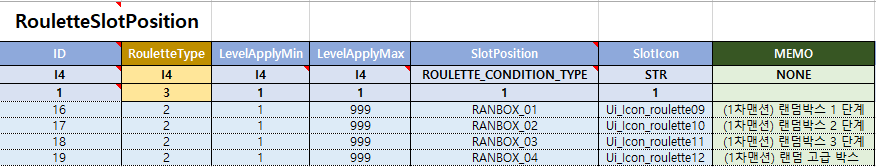 RouletteSlotPosition
ID RouletteType LevelApplyMin LevelApplyMax SlotPosition SlotIcon MEMO
I4 I4 I4 I4 ROULETTE_CONDITION_TYPE STR NONE
1 3 1 1 1 1
16 2 1 999 RANBOX_01 Ui_Icon_roulette09 (1차맨션) 랜덤박스 1 단계
17 2 1 999 RANBOX_02 Ui_Icon_roulette10 (1차맨션) 랜덤박스 2 단계
18 2 1 999 RANBOX_03 Ui_Icon_roulette11 (1차맨션) 랜덤박스 3 단계
19 2 1 999 RANBOX_04 Ui_Icon_roulette12 (1차맨션) 랜덤 고급 박스